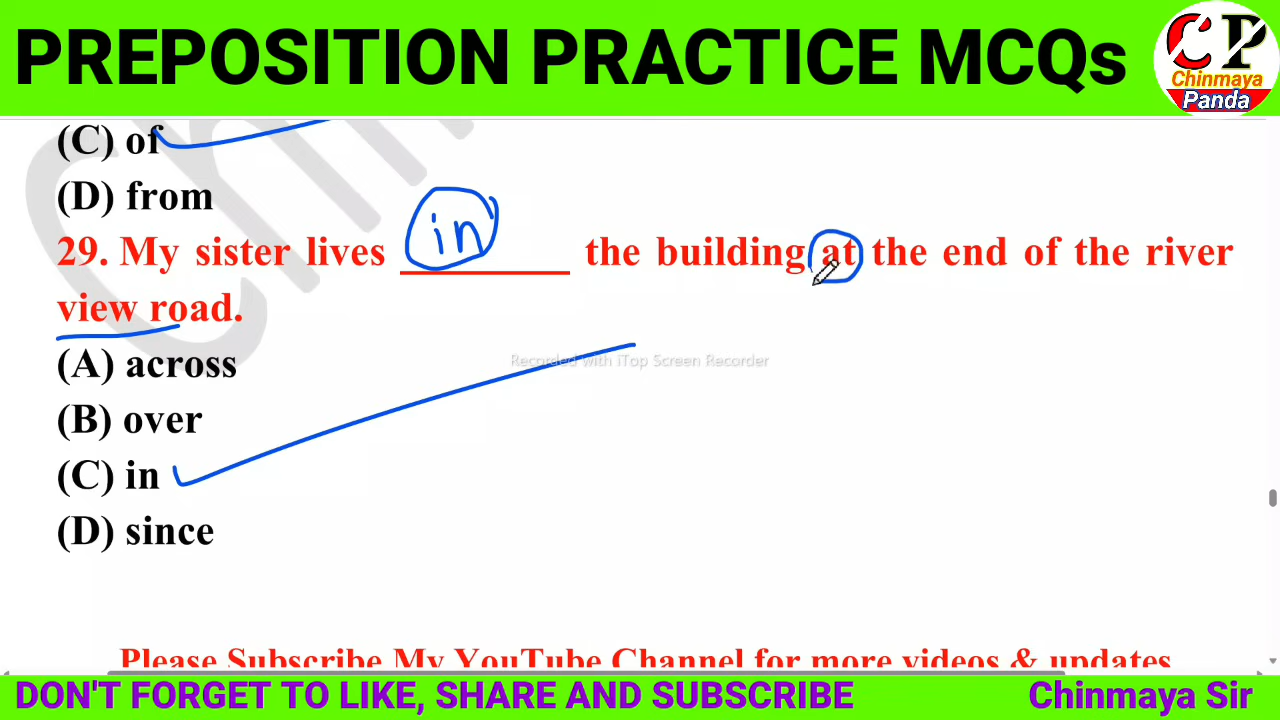 PREPOSITION PRACTICE MCQs
CP
Chinmaya
Panda
(C) of
(D) from
29. My sister lives in the building at the end of the river
view road.
(A) across
Recorded with iTop Screen Recorder
(B) over
(C) in
(D) since
Please Subscribe My YouTube Channel for more videos & updates
DON'T FORGET TO LIKE, SHARE AND SUBSCRIBE
Chinmaya Sir